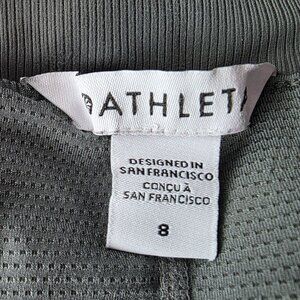 ATHLETA
DESIGNED IN
SAN FRANCISCO
CONÇU À
SAN FRANCISCO
8